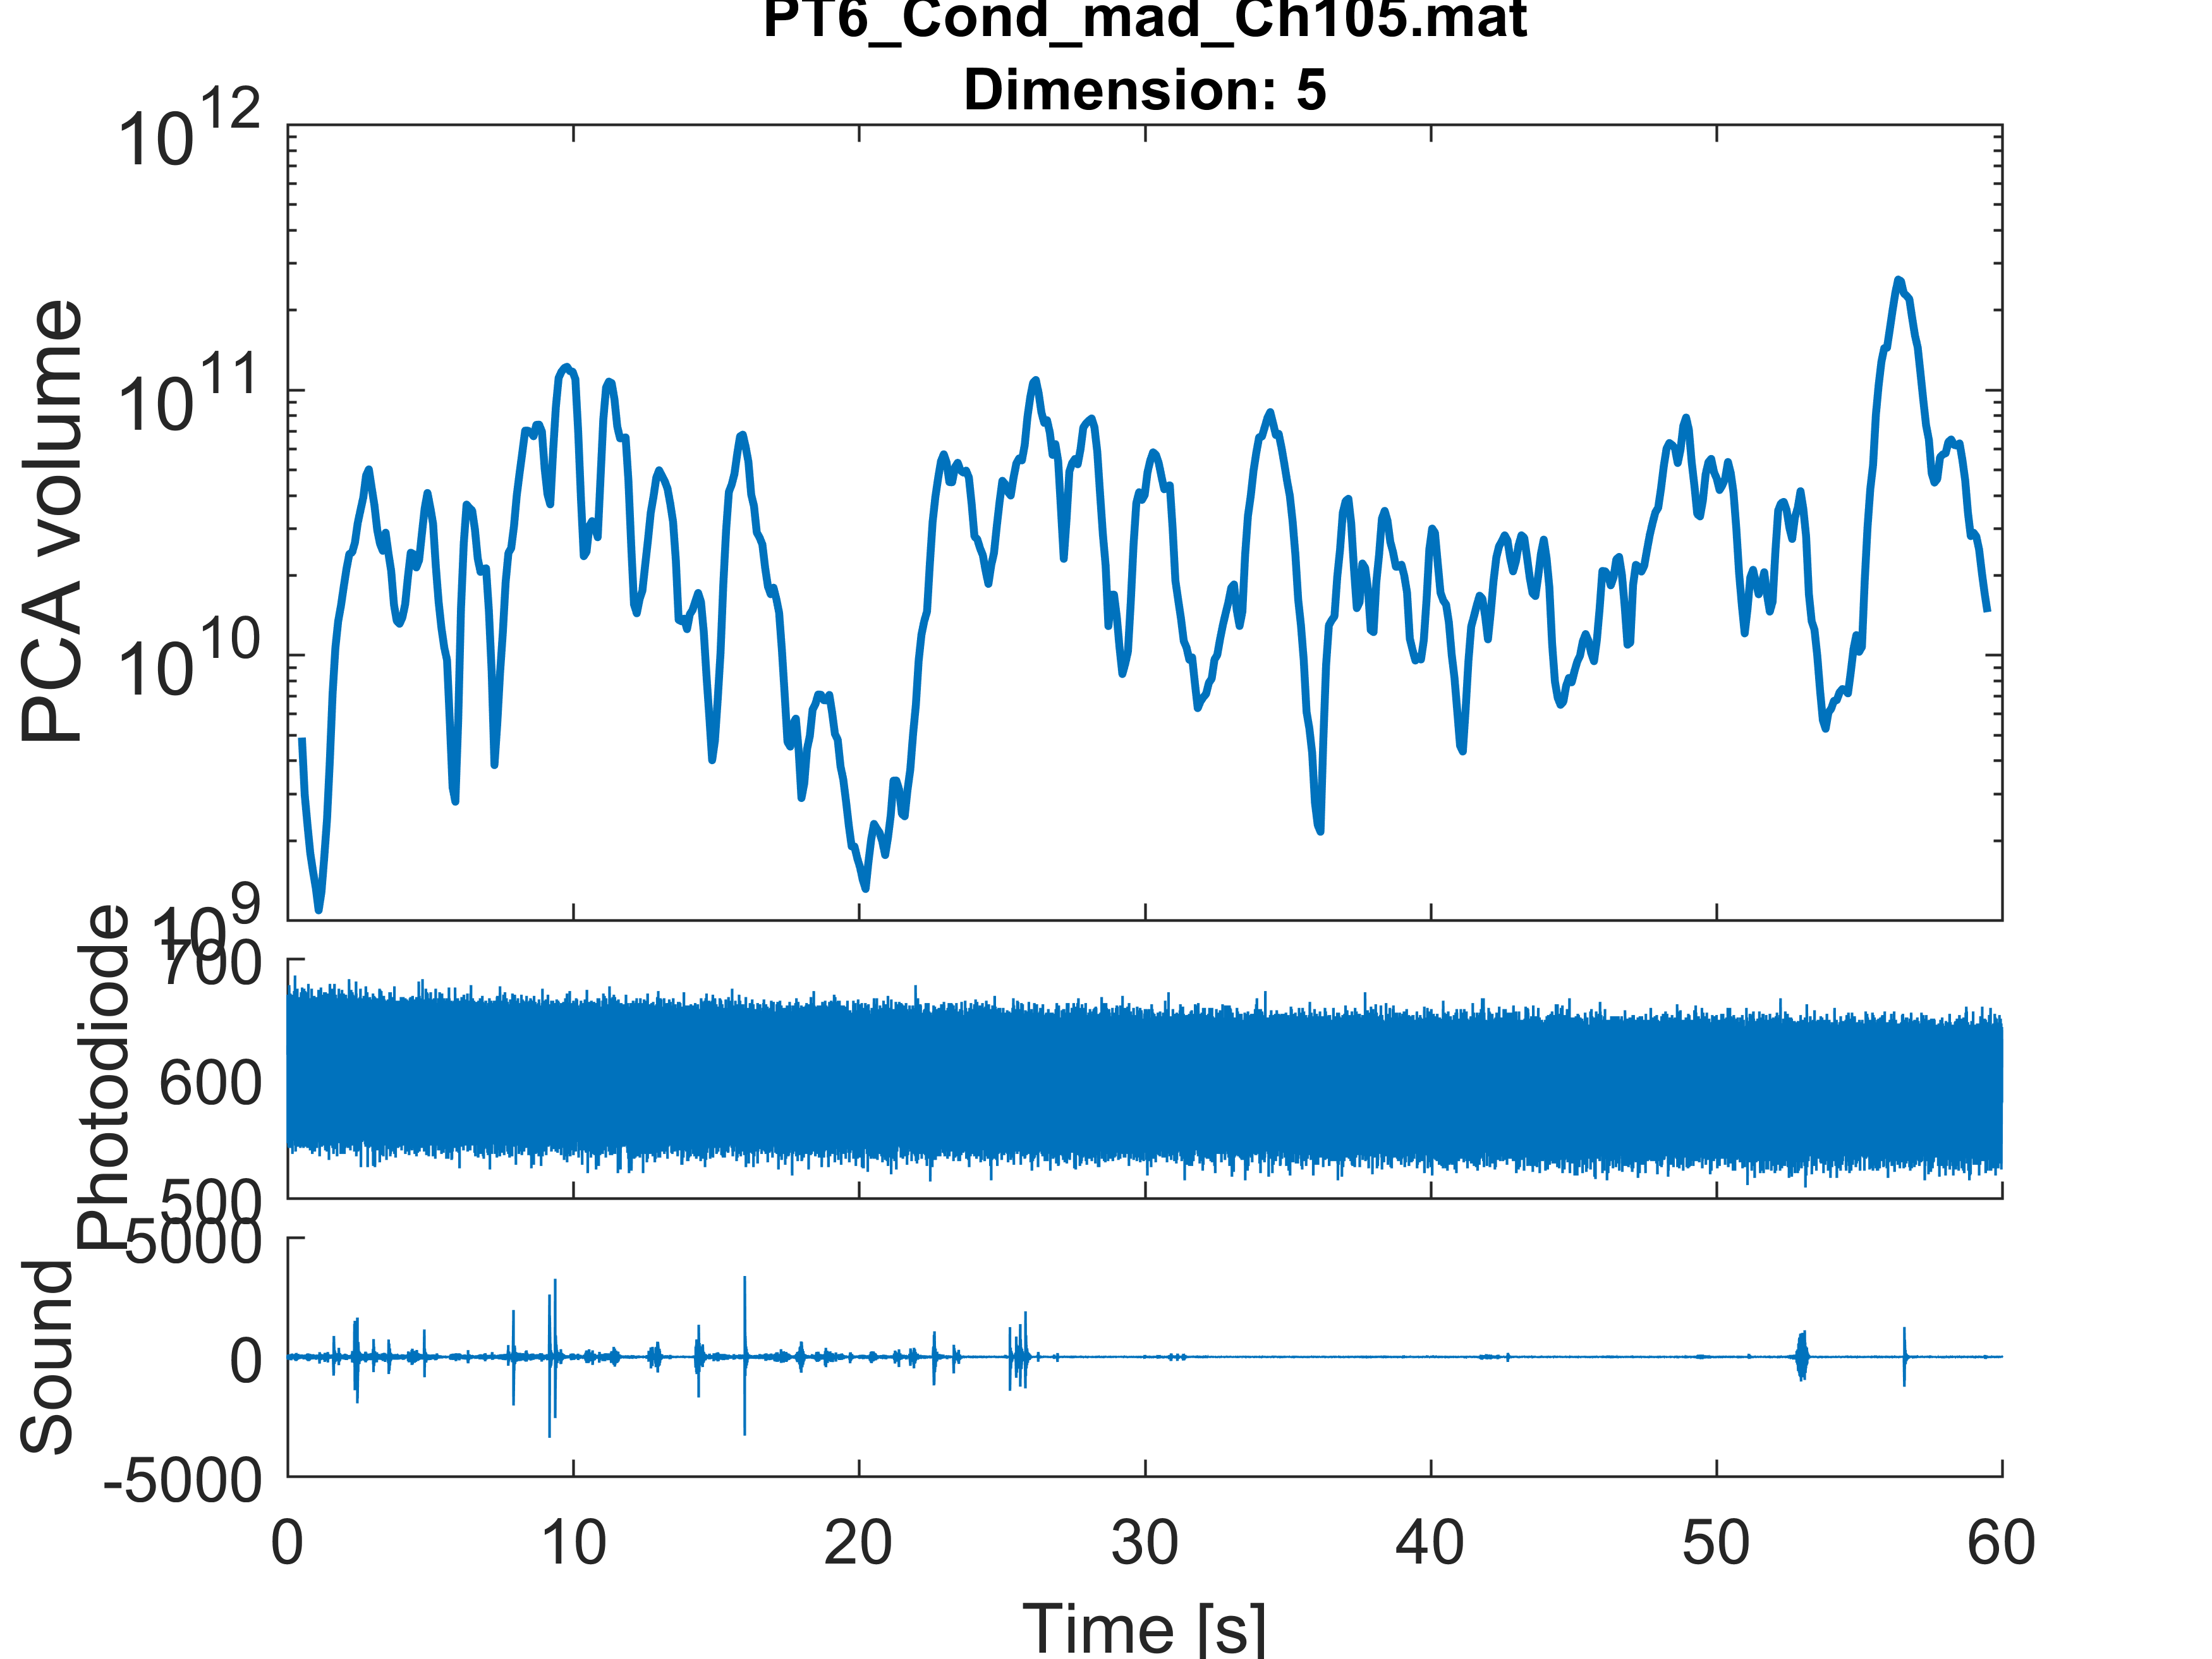 PT6_Cond_mad_Ch105.mat
Dimension: 5
PCA volume
10^12
10^11
10^10
10^9
Photodiode
700
600
500
Sound
5000
0
-5000
0 10 20 30 40 50 60
Time [s]